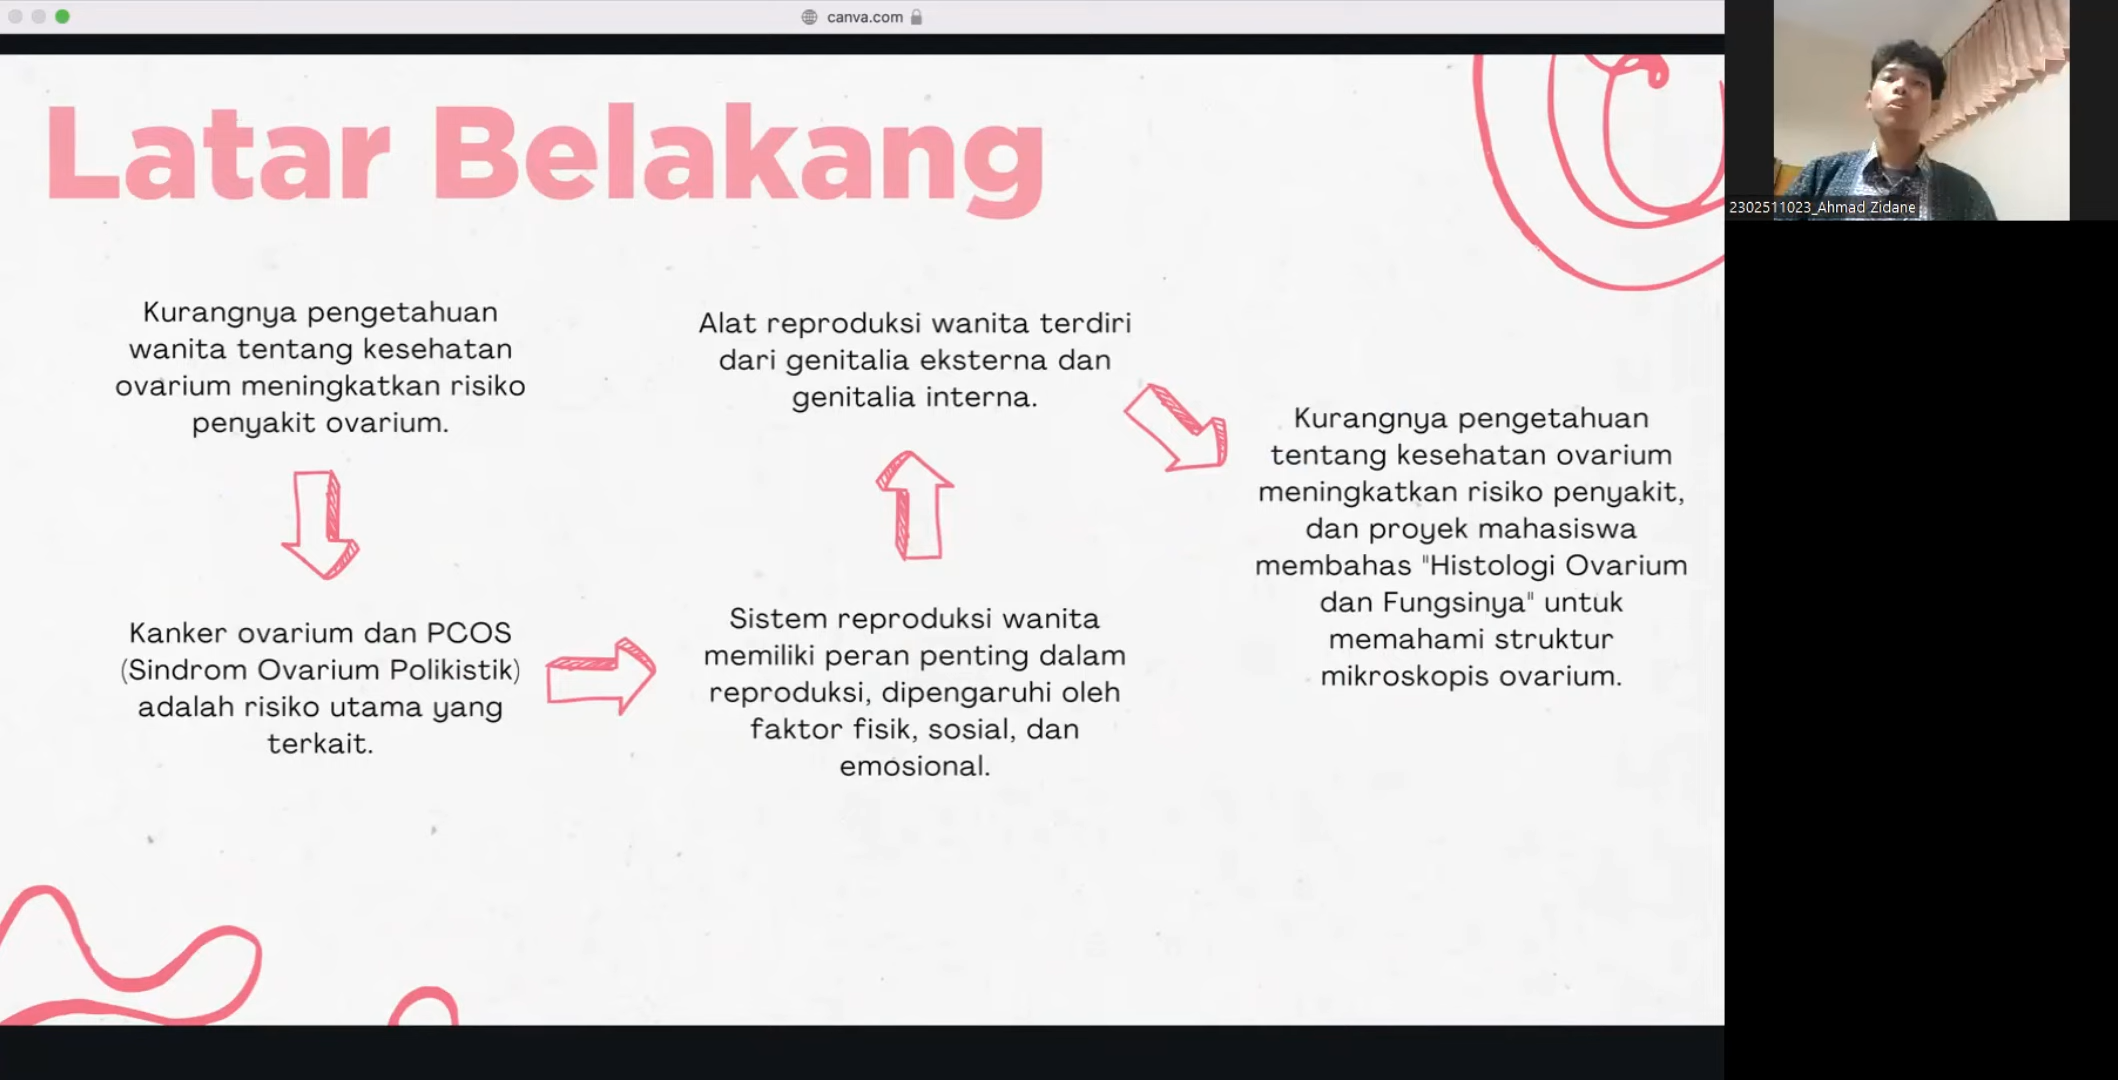 canva.com
Latar Belakang
Kurangnya pengetahuan
wanita tentang kesehatan
ovarium meningkatkan risiko
penyakit ovarium.
Kanker ovarium dan PCOS
(Sindrom Ovarium Polikistik)
adalah risiko utama yang
terkait.
Sistem reproduksi wanita
memiliki peran penting dalam
reproduksi, dipengaruhi oleh
faktor fisik, sosial, dan
emosional.
Alat reproduksi wanita terdiri
dari genitalia eksterna dan
genitalia interna.
Kurangnya pengetahuan
tentang kesehatan ovarium
meningkatkan risiko penyakit,
dan proyek mahasiswa
membahas "Histologi Ovarium
dan Fungsinya" untuk
memahami struktur
mikroskopis ovarium.
2302511023_Ahmad Zidane